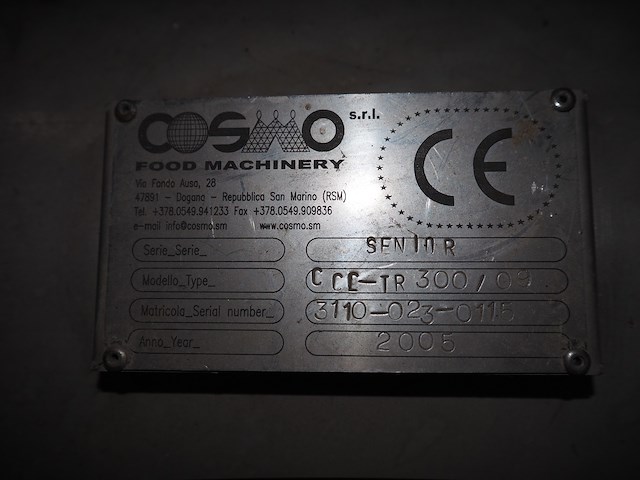 COSMO s.r.l.
FOOD MACHINERY
CE
Via Fondo Ausa, 28
47891 - Dogana - Repubblica San Marino (RSM)
Tel. +378.0549.941233 Fax +378.0549.909836
e-mail info@cosmo.sm www.cosmo.sm
Serie_Serie_ SENIOR
Modello_Type_ CCE-TR 300/09
Matricola_Serial number_ 3110-023-0115
Anno_Year_ 2005